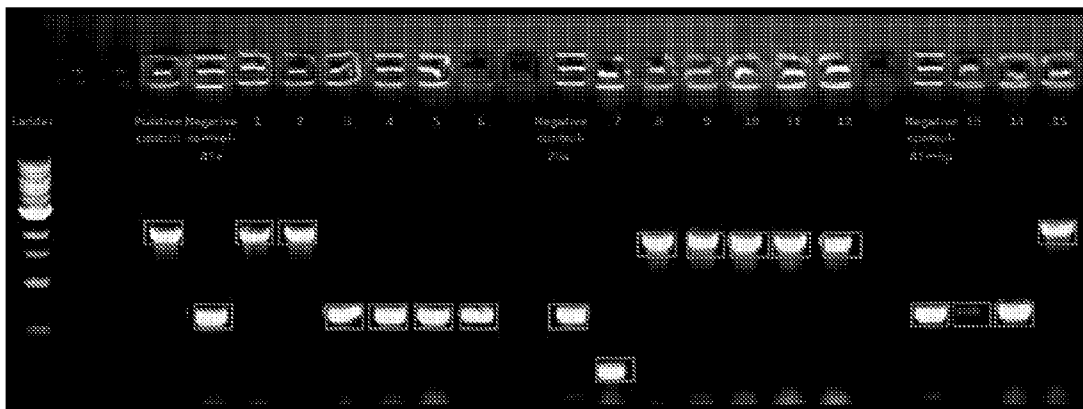 Ladder Positive Negative 1 2 3 4 5 6 Negative 7 8 9 10 11 12 Negative 13 14 15
control control- control- control-